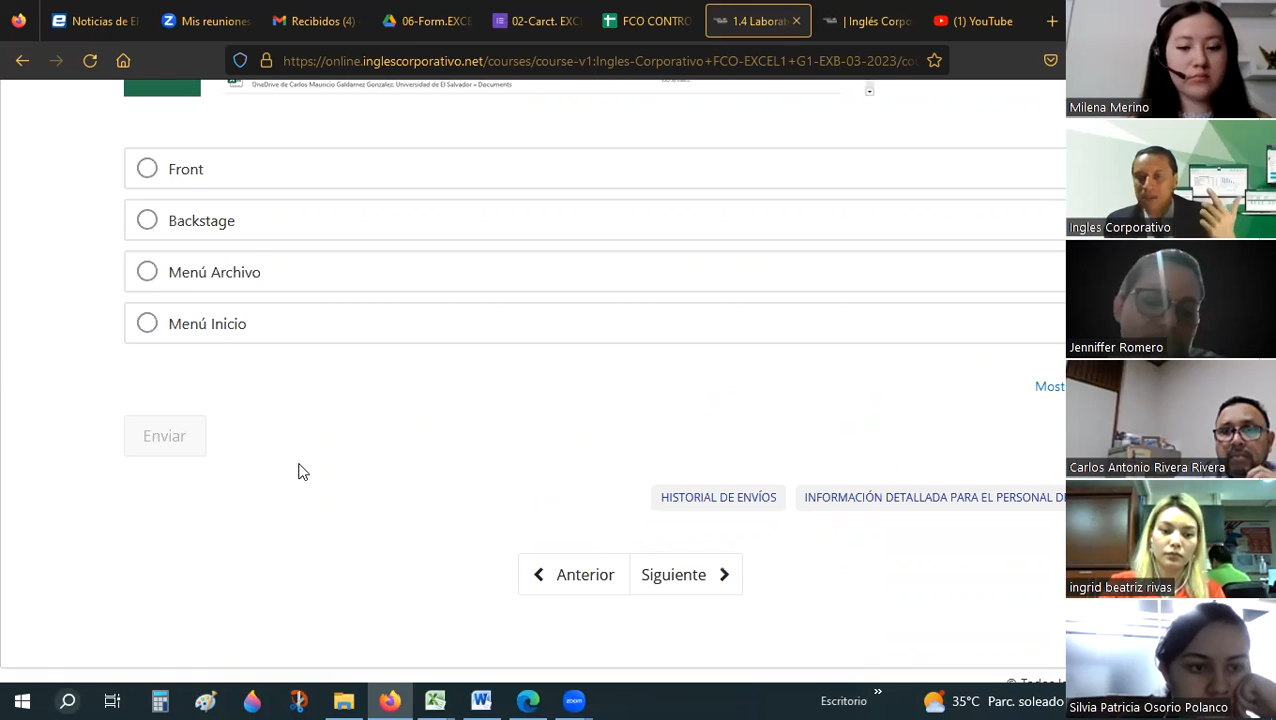 Noticias de El
Mis reuniones
Recibidos (4)
06-Form.EXCE
02-Carct. EXC
FCO CONTRO
1.4 Laborat
| Inglés Corpo
(1) YouTube
https://online.inglescorporativo.net/courses/course-v1:Ingles-Corporativo+FCO-EXCEL1+G1-EXB-03-2023/cou
OneDrive de Carlos Mauricio Galdamez Gonzalez, Universidad de El Salvador » Documents
Front
Backstage
Menú Archivo
Menú Inicio
Most
Enviar
HISTORIAL DE ENVÍOS
INFORMACIÓN DETALLADA PARA EL PERSONAL DE
Anterior
Siguiente
Escritorio
35°C Parc. soleado
Milena Merino
Ingles Corporativo
Jenniffer Romero
Carlos Antonio Rivera Rivera
ingrid beatriz rivas
Silvia Patricia Osorio Polanco